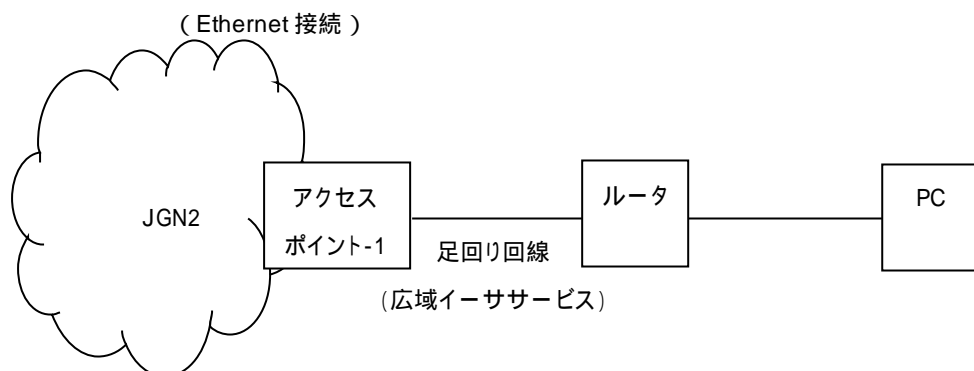 （Ethernet 接続）
JGN2
アクセス
ポイント-1
足回り回線
(広域イーササービス)
ルータ
PC